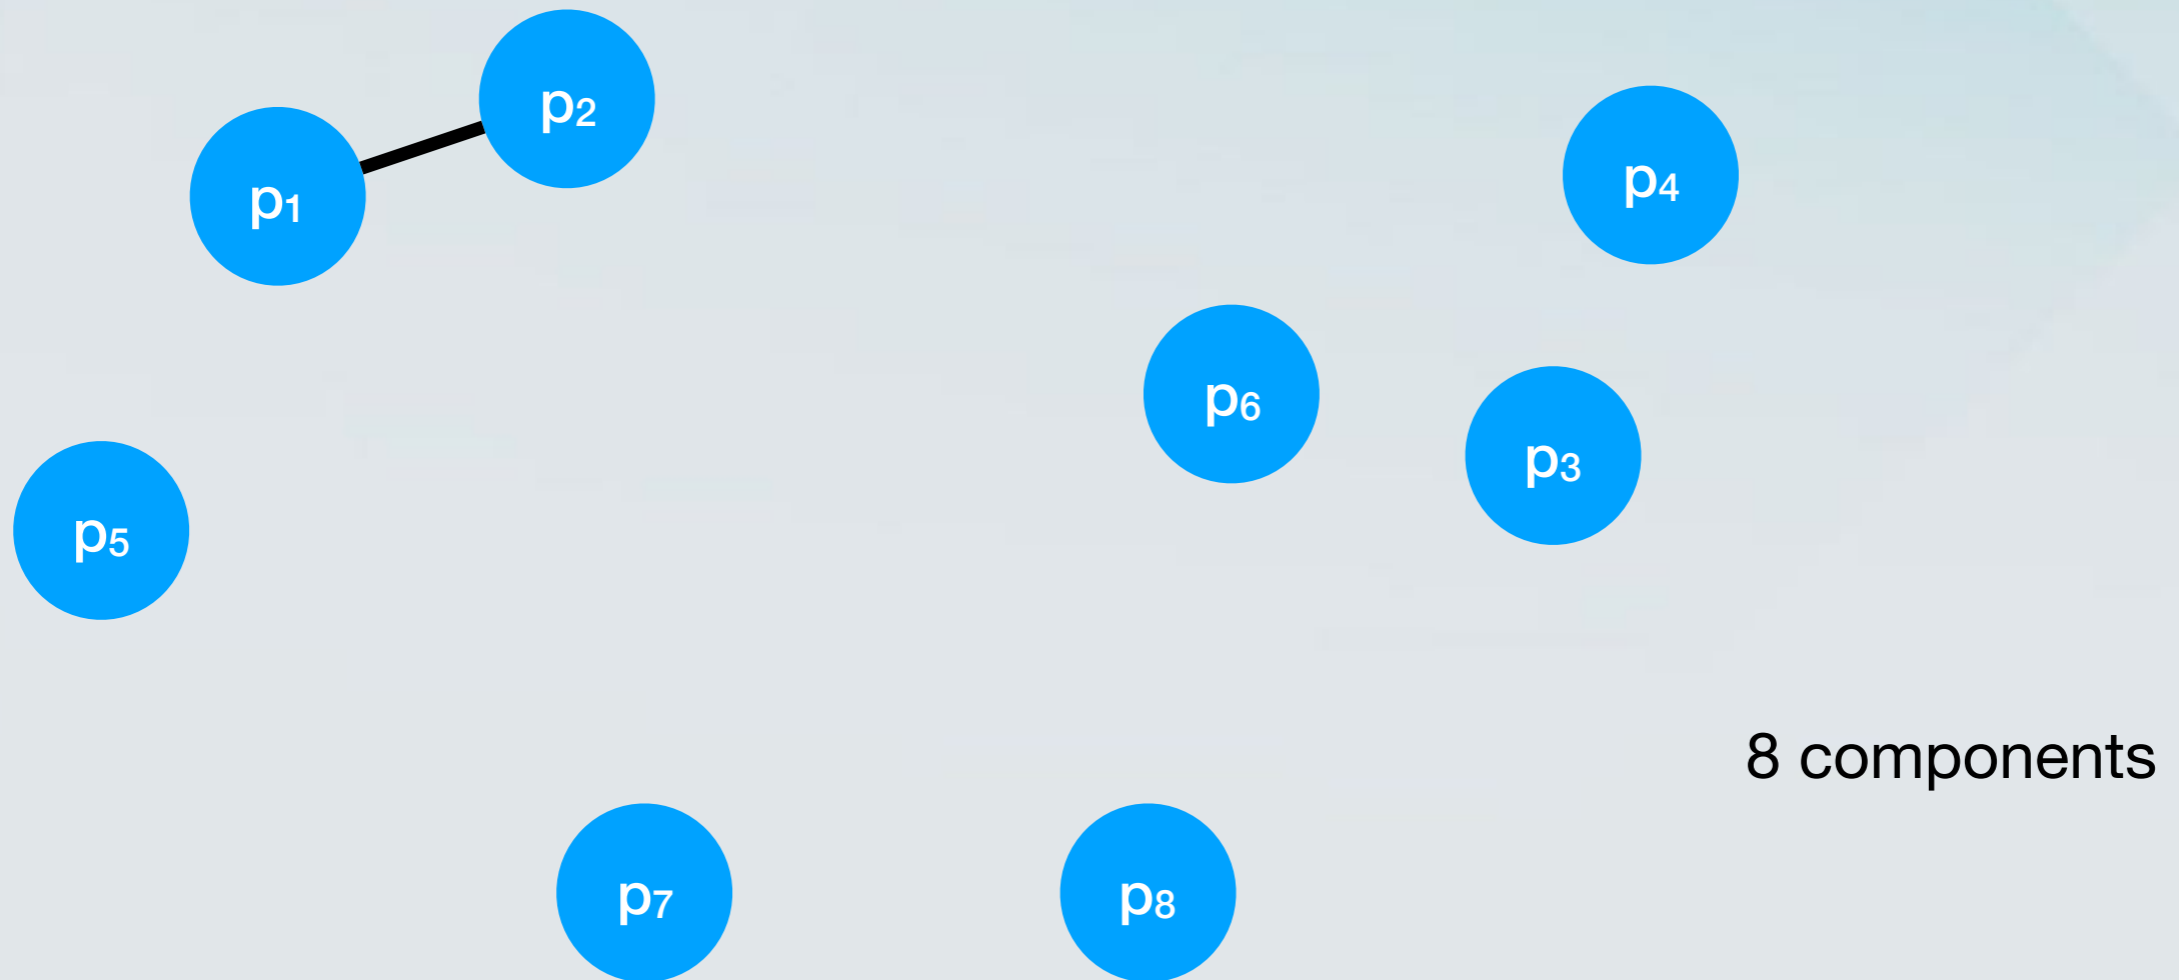 p₂
p₁
p₄
p₆
p₃
p₅
8 components
p₇
p₈